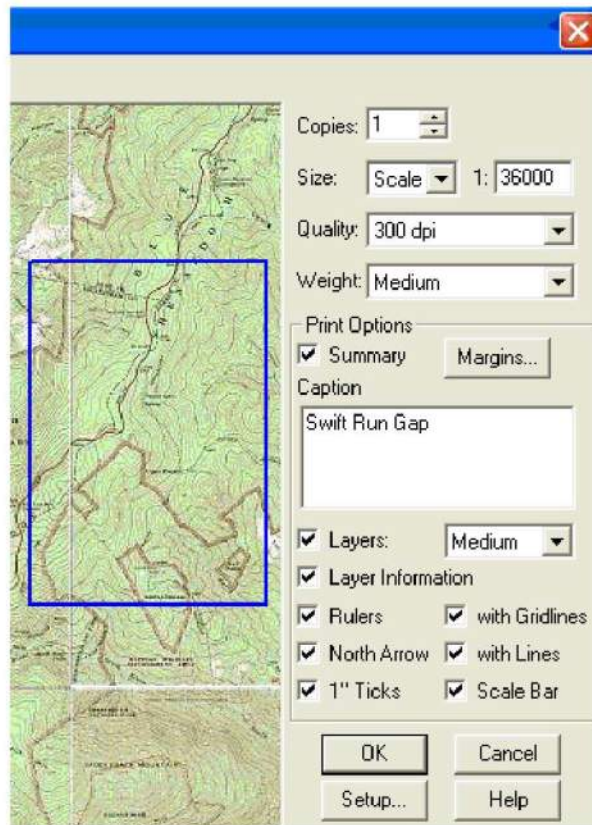 Copies: 1
Size: Scale 1: 36000
Quality: 300 dpi
Weight: Medium
Print Options
Summary Margins...
Caption
Swift Run Gap
Layers: Medium
Layer Information
Rulers with Gridlines
North Arrow with Lines
1" Ticks Scale Bar
OK Cancel
Setup... Help